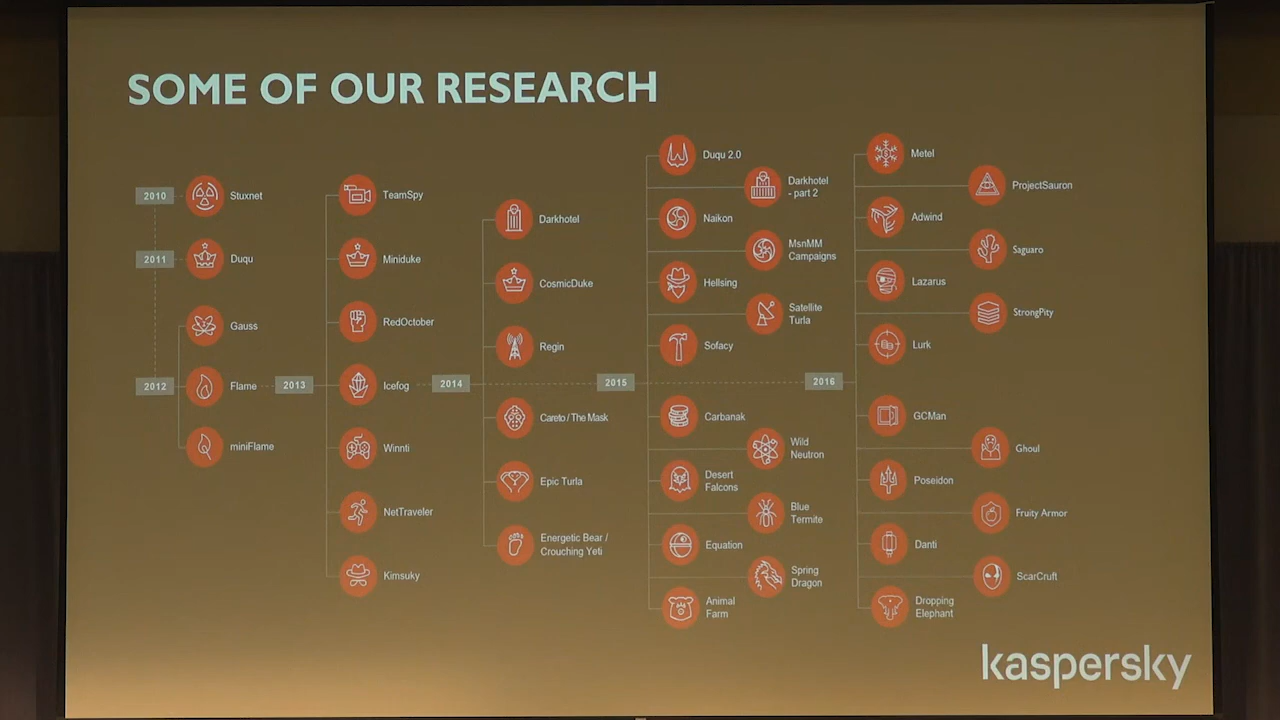 SOME OF OUR RESEARCH
2010
Stuxnet
2011
Duqu
Gauss
2012
Flame
miniFlame
2013
TeamSpy
Miniduke
RedOctober
Icefog
Winnti
NetTraveler
Kimsuky
2014
Darkhotel
CosmicDuke
Regin
Careto / The Mask
Epic Turla
Energetic Bear /
Crouching Yeti
2015
Duqu 2.0
Darkhotel
- part 2
Naikon
MsnMM
Campaigns
Hellsing
Satellite
Turla
Sofacy
Carbanak
Wild
Neutron
Desert
Falcons
Blue
Termite
Equation
Spring
Dragon
Animal
Farm
2016
Metel
ProjectSauron
Adwind
Saguaro
Lazarus
StrongPity
Lurk
GCMan
Ghoul
Poseidon
Fruity Armor
Danti
ScarCruft
Dropping
Elephant
kaspersky